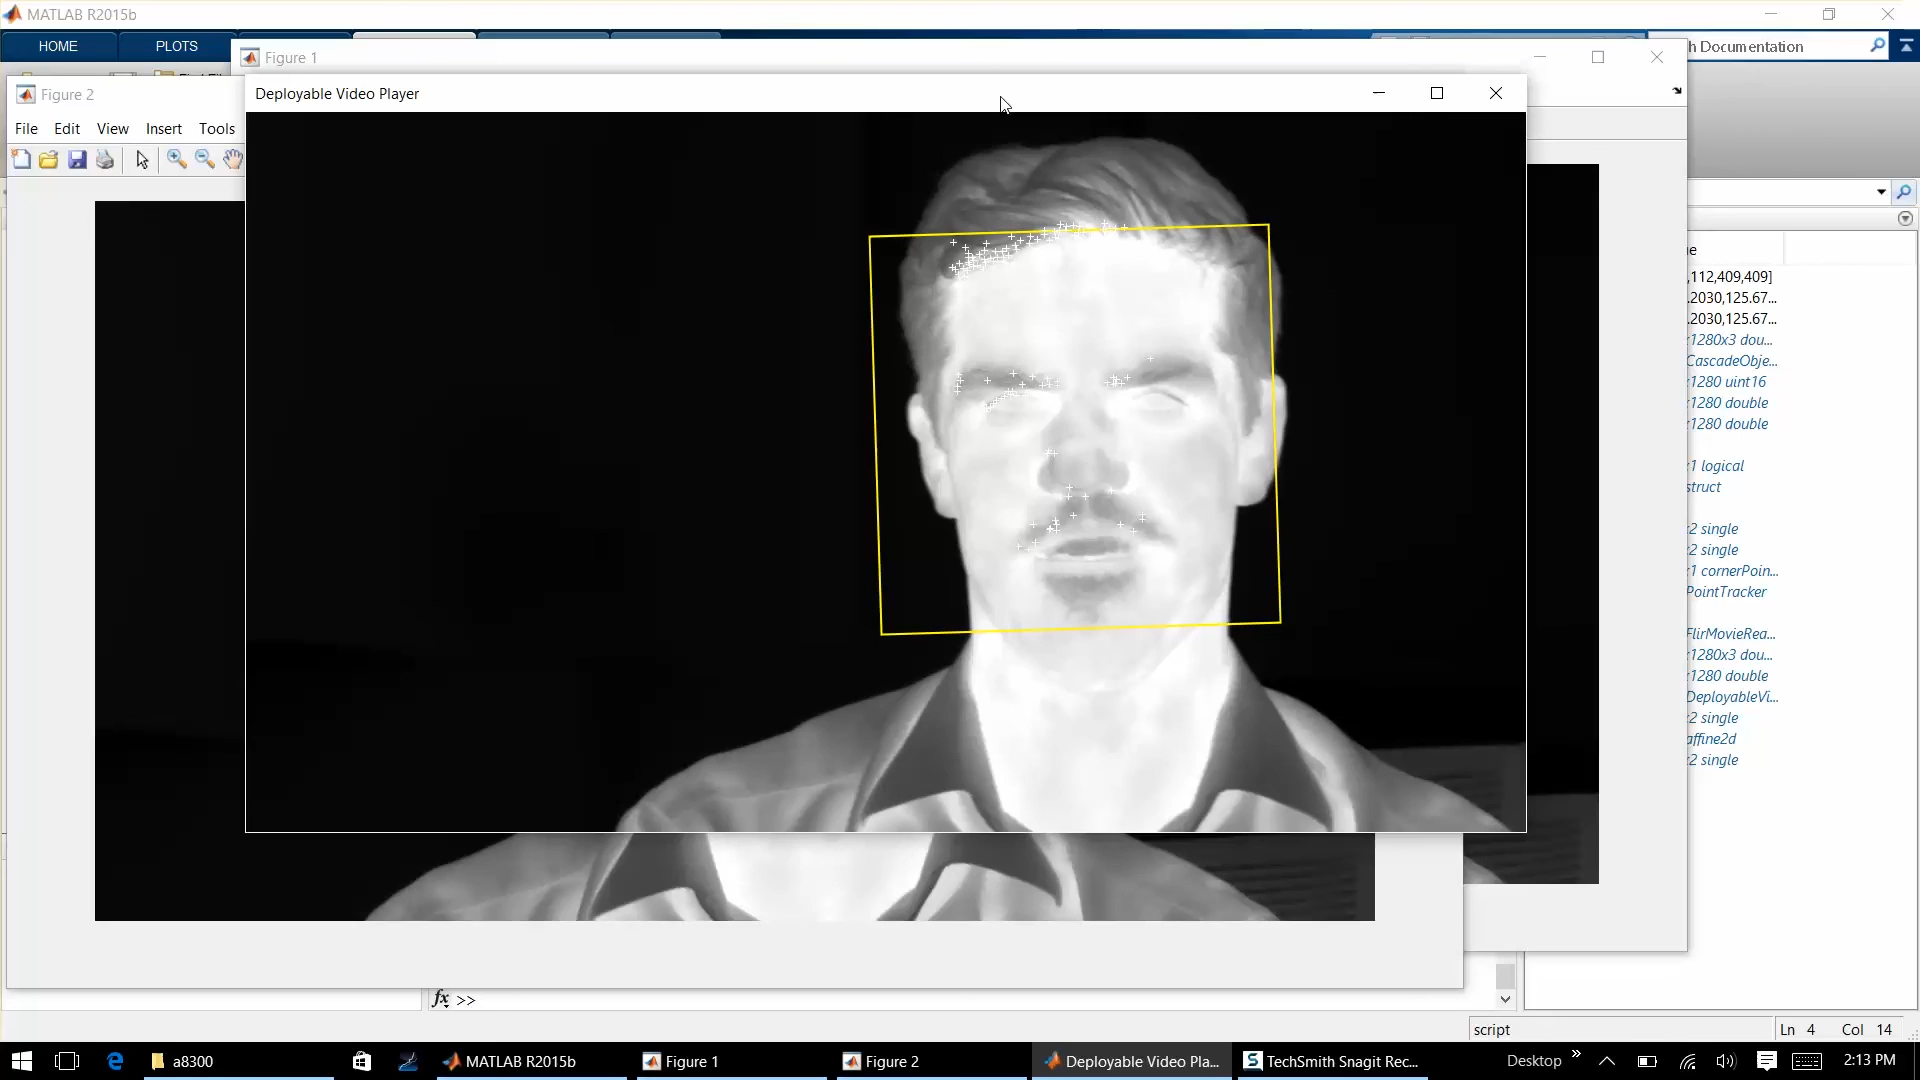 MATLAB R2015b
HOME
PLOTS
Figure 1
h Documentation
Figure 2
Deployable Video Player
File Edit View Insert Tools
,112,409,409]
.2030,125.67...
.2030,125.67...
1280x3 dou...
CascadeObje...
1280 uint16
1280 double
1280 double
1 logical
struct
2 single
2 single
1 cornerPoin...
PointTracker
FlirMovieRea...
1280x3 dou...
1280 double
DeployableVi...
2 single
affine2d
2 single
fx >>
script
Ln 4 Col 14
a8300
MATLAB R2015b
Figure 1
Figure 2
Deployable Video Pla...
TechSmith Snagit Rec...
Desktop
2:13 PM